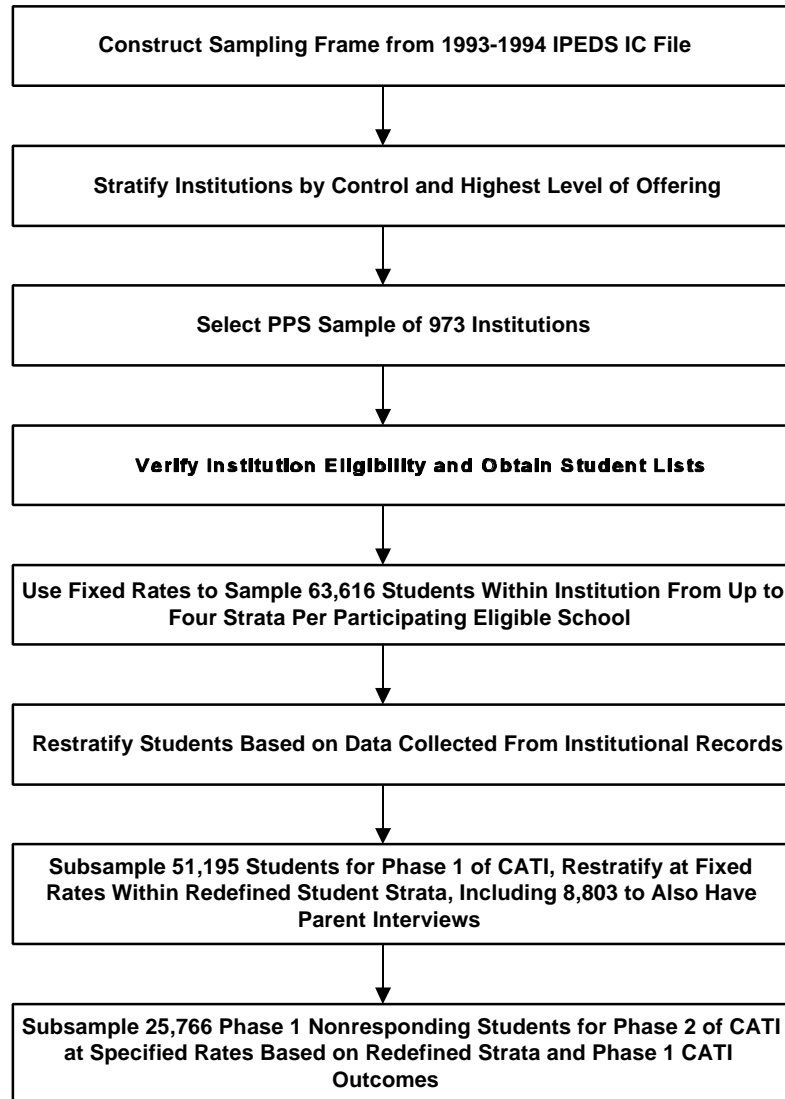 Construct Sampling Frame from 1993-1994 IPEDS IC File
Stratify Institutions by Control and Highest Level of Offering
Select PPS Sample of 973 Institutions
Verify Institution Eligibility and Obtain Student Lists
Use Fixed Rates to Sample 63,616 Students Within Institution From Up to
Four Strata Per Participating Eligible School
Restratify Students Based on Data Collected From Institutional Records
Subsample 51,195 Students for Phase 1 of CATI, Restratify at Fixed
Rates Within Redefined Student Strata, Including 8,803 to Also Have
Parent Interviews
Subsample 25,766 Phase 1 Nonresponding Students for Phase 2 of CATI
at Specified Rates Based on Redefined Strata and Phase 1 CATI
Outcomes